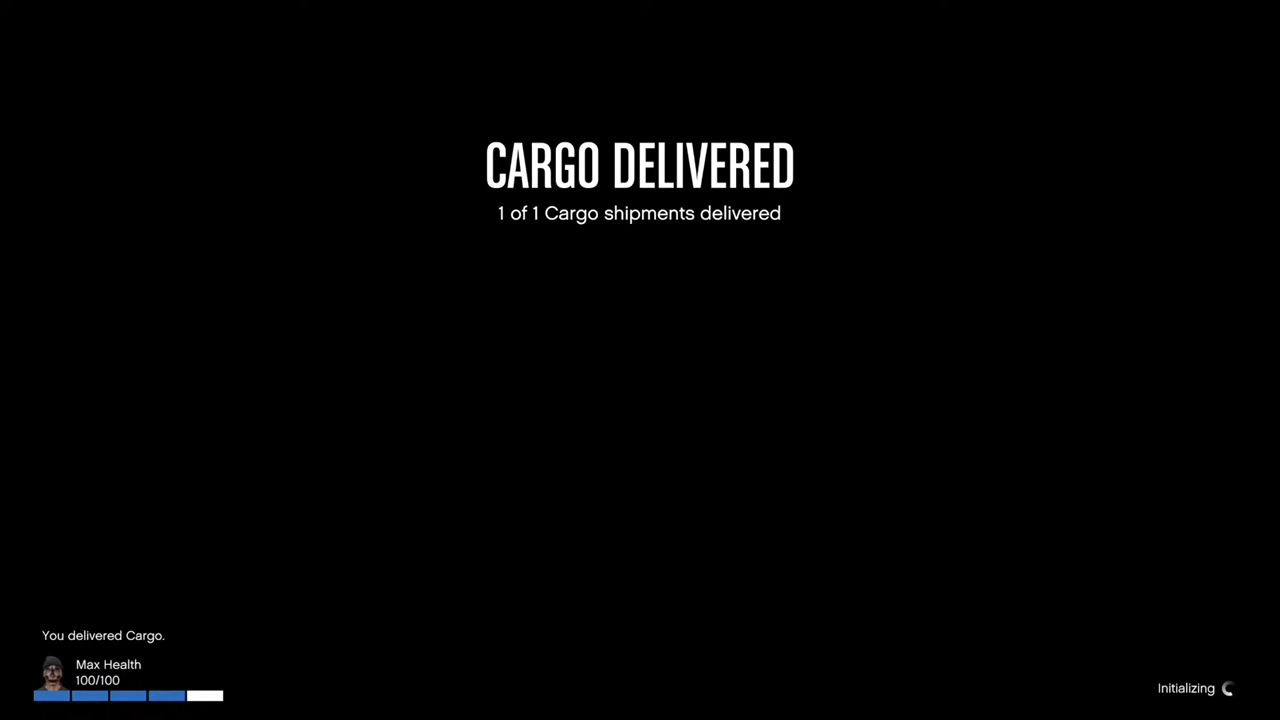 CARGO DELIVERED
1 of 1 Cargo shipments delivered
You delivered Cargo.
Max Health
100/100
Initializing